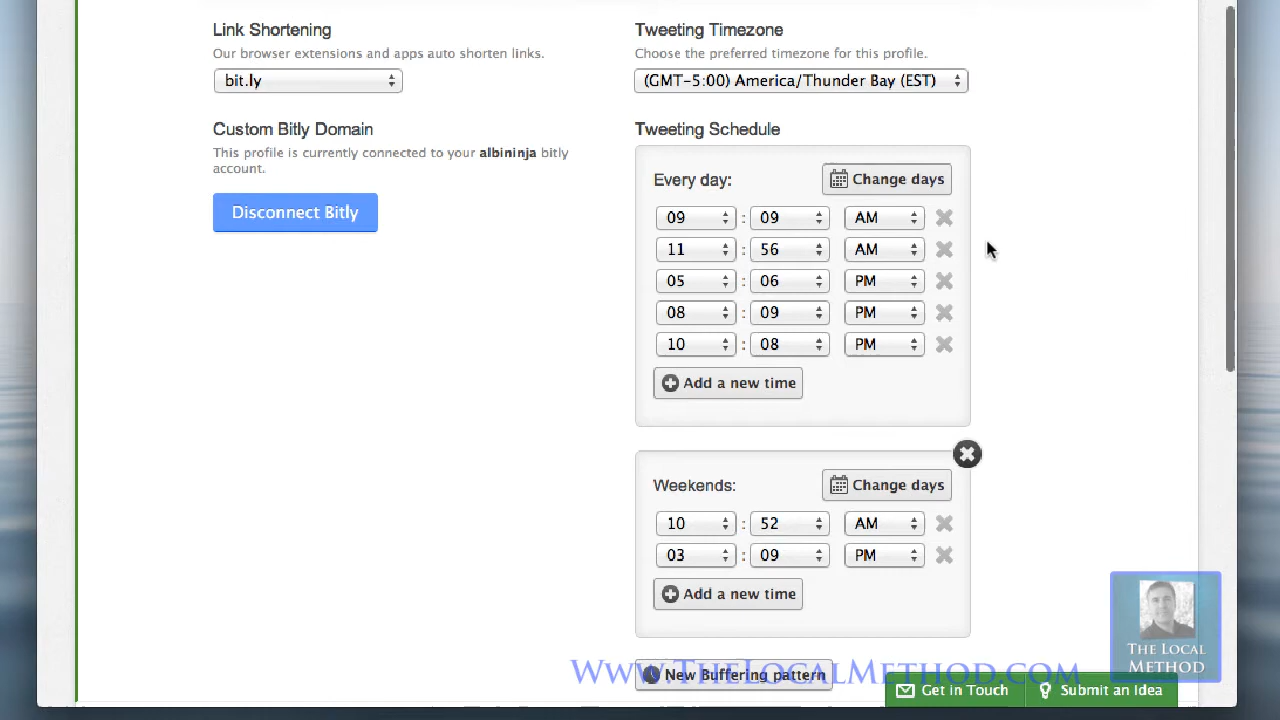 Link Shortening
Our browser extensions and apps auto shorten links.
bit.ly
Custom Bitly Domain
This profile is currently connected to your albininja bitly
account.
Disconnect Bitly
Tweeting Timezone
Choose the preferred timezone for this profile.
(GMT-5:00) America/Thunder Bay (EST)
Tweeting Schedule
Every day: Change days
09 : 09 AM
11 : 56 AM
05 : 06 PM
08 : 09 PM
10 : 08 PM
Add a new time
Weekends: Change days
10 : 52 AM
03 : 09 PM
Add a new time
New Buffering pattern
Www.TheLocalMethod.com
The Local
Method
Get in Touch
Submit an Idea